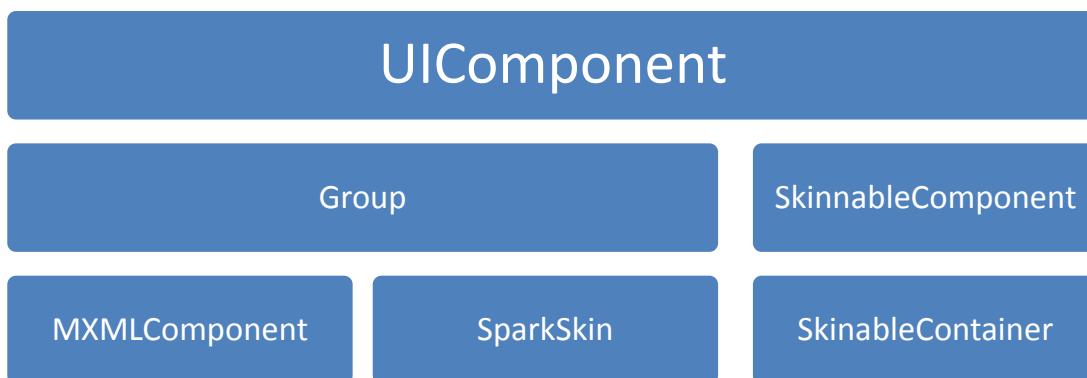 UIComponent
Group
SkinnableComponent
MXMLComponent
SparkSkin
SkinableContainer